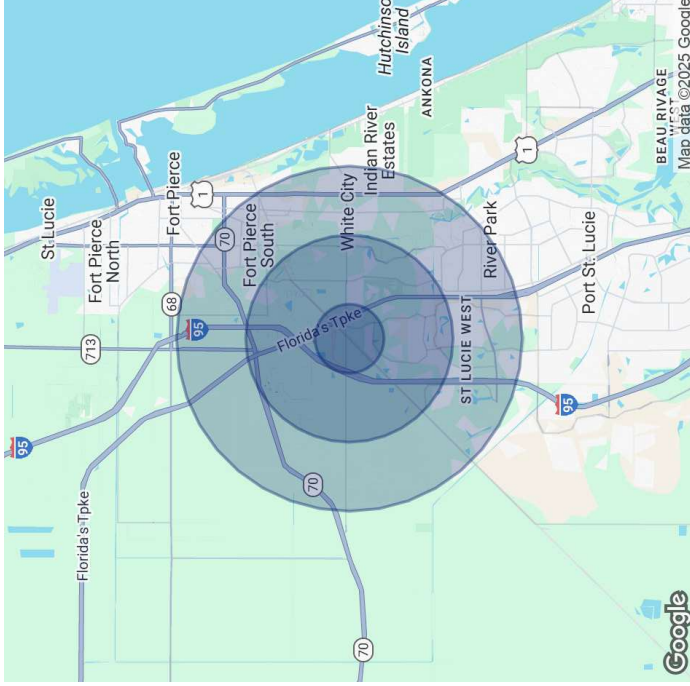 Hutchinso
Island
ANKONA
Indian River
Estates
1
BEAU RIVAGE
WEST
Map data ©2025 Google
St. Lucie
Fort Pierce
North
Fort Pierce
1
70
Fort Pierce
South
White City
River Park
Port St. Lucie
68
713
95
Florida's Tpke
ST LUCIE WEST
95
95
Florida's Tpke
70
70
Google